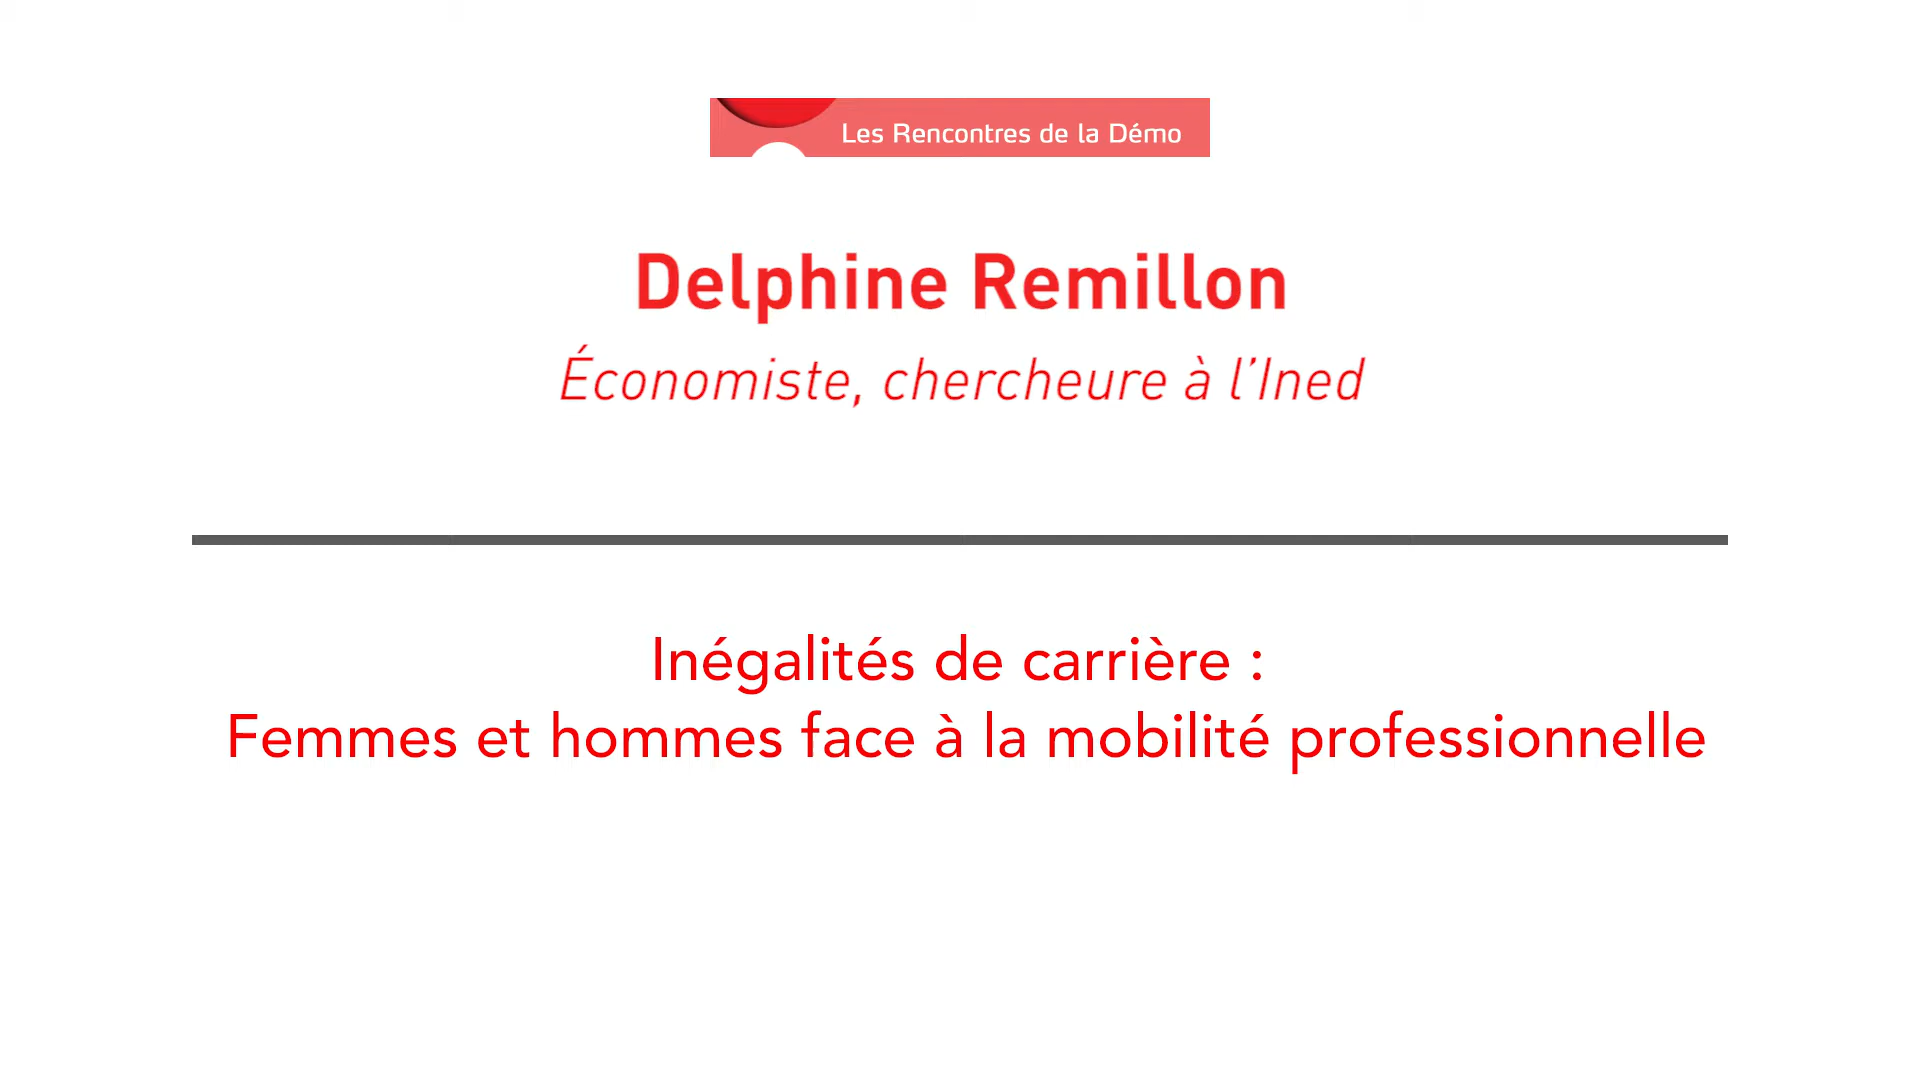 Les Rencontres de la Démo
Delphine Remillon
Économiste, chercheure à l’Ined
Inégalités de carrière :
Femmes et hommes face à la mobilité professionnelle